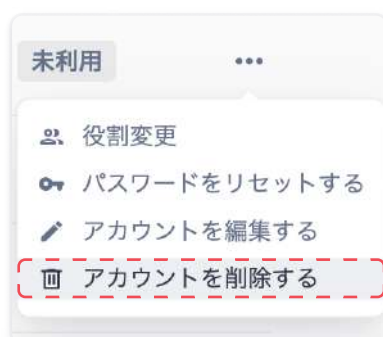 未利用
役割変更
パスワードをリセットする
アカウントを編集する
アカウントを削除する